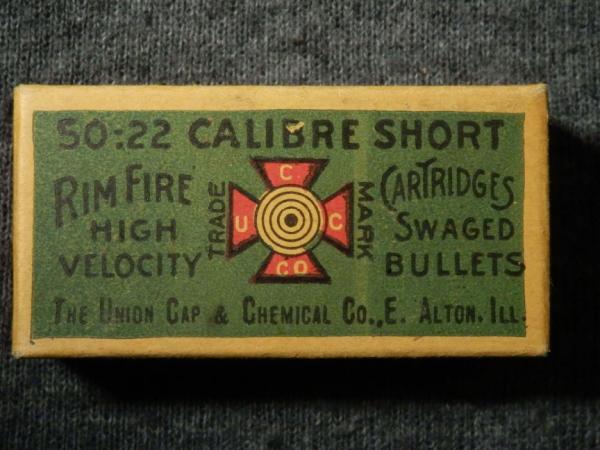 50-.22 CALIBRE SHORT
RIM FIRE
HIGH
VELOCITY
TRADE
C
U C
CO
MARK
CARTRIDGES
SWAGED
BULLETS
THE UNION CAP & CHEMICAL CO., E. ALTON. ILL.